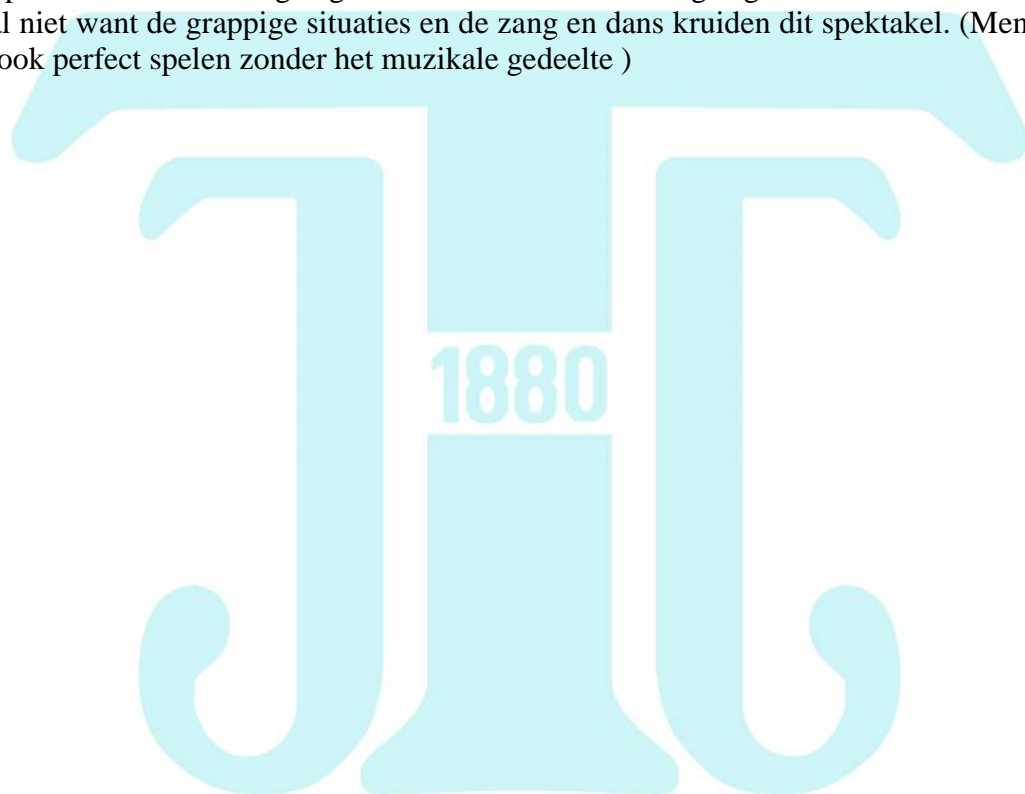 al niet want de grappige situaties en de zang en dans kruiden dit spektakel. (Men
ook perfect spelen zonder het muzikale gedeelte )
1880